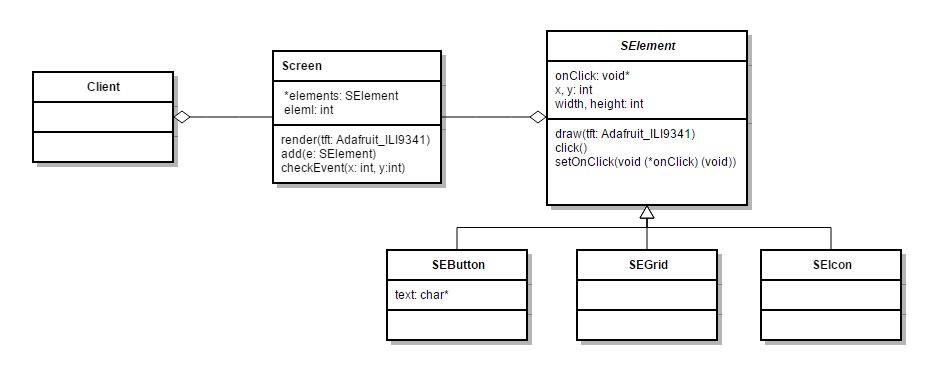 Client
Screen
*elements: SElement
elemI: int
render(tft: Adafruit_ILI9341)
add(e: SElement)
checkEvent(x: int, y:int)
SElement
onClick: void*
x, y: int
width, height: int
draw(tft: Adafruit_ILI9341)
click()
setOnClick(void (*onClick) (void))
SEButton
text: char*
SEGrid
SEIcon